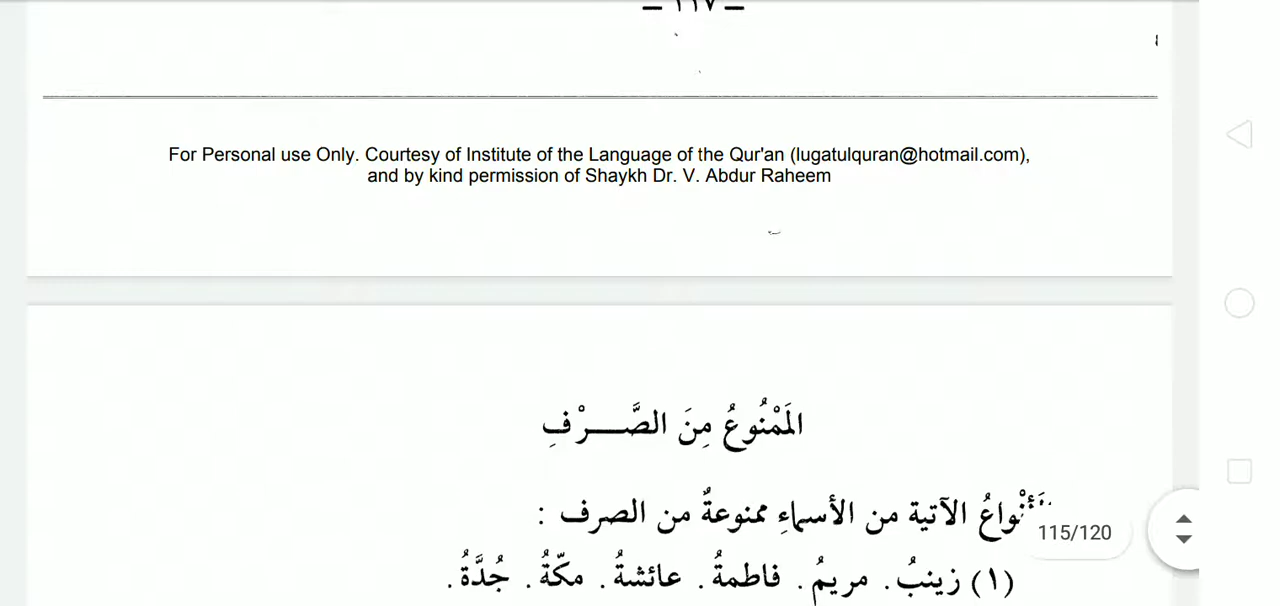 — ١١٧ —
For Personal use Only. Courtesy of Institute of the Language of the Qur'an (lugatulquran@hotmail.com),
and by kind permission of Shaykh Dr. V. Abdur Raheem
المَمْنُوعُ مِنَ الصَّـــرْفِ
الآتية من الأسماءِ ممنوعةٌ من الصرف :
115/120
(١) زينبُ. مريمُ. فاطمةُ. عائشةُ. مكّةُ. جُدَّةُ.